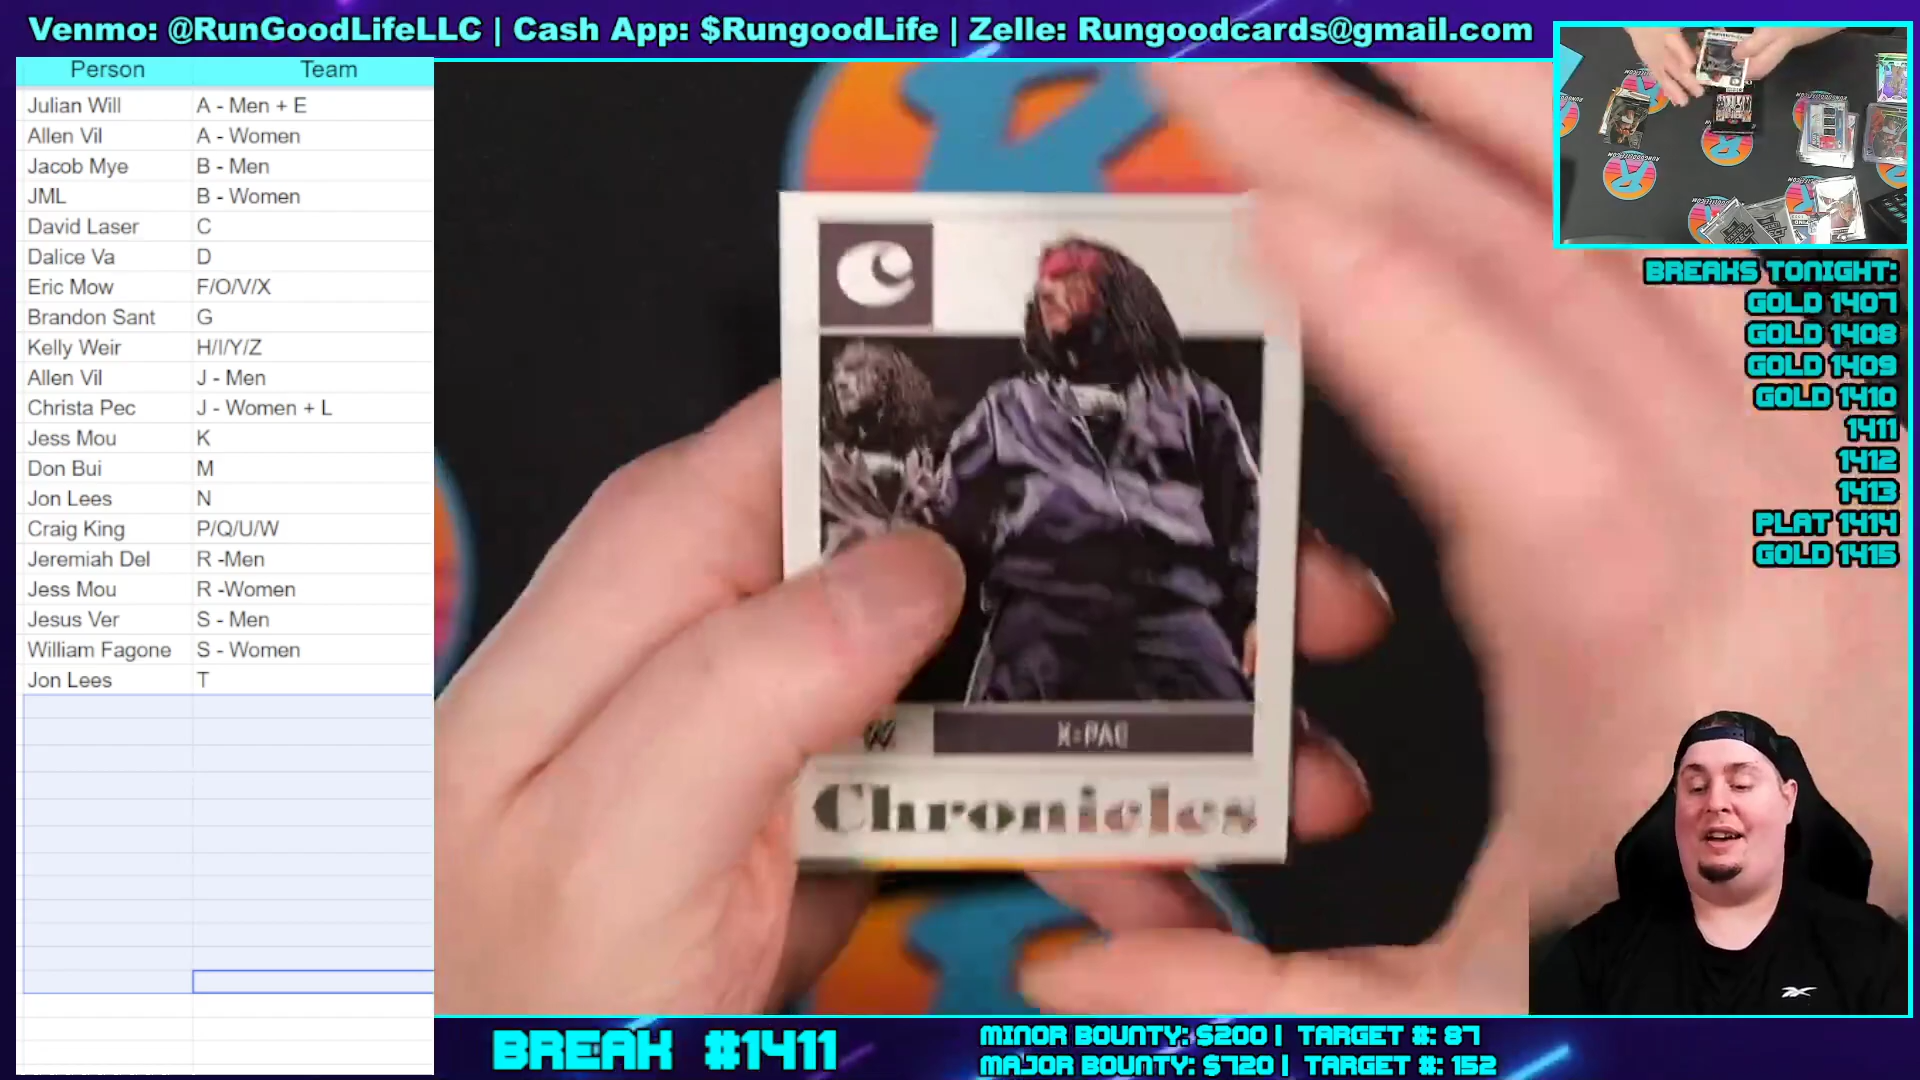 Venmo: @RunGoodLifeLLC | Cash App: $RungoodLife | Zelle: Rungoodcards@gmail.com
Person Team
Julian Will A - Men + E
Allen Vil A - Women
Jacob Mye B - Men
JML B - Women
David Laser C
Dalice Va D
Eric Mow F/O/V/X
Brandon Sant G
Kelly Weir H/I/Y/Z
Allen Vil J - Men
Christa Pec J - Women + L
Jess Mou K
Don Bui M
Jon Lees N
Craig King P/Q/U/W
Jeremiah Del R -Men
Jess Mou R -Women
Jesus Ver S - Men
William Fagone S - Women
Jon Lees T
C
X-PAC
Chronicles
BREAKS TONIGHT:
GOLD 1407
GOLD 1408
GOLD 1409
GOLD 1410
1411
1412
1413
PLAT 1414
GOLD 1415
BREAK #1411
MINOR BOUNTY: $200 | TARGET #: 87
MAJOR BOUNTY: $720 | TARGET #: 152